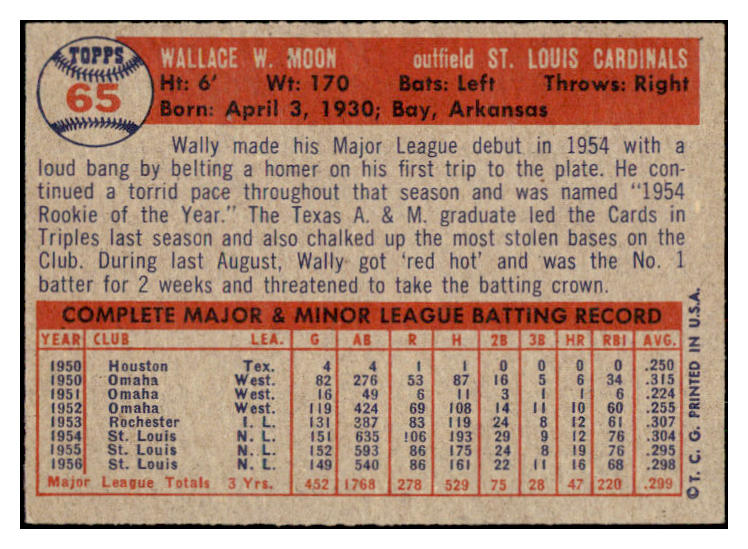 TOPPS
65
WALLACE W. MOON outfield ST. LOUIS CARDINALS
Ht: 6' Wt: 170 Bats: Left Throws: Right
Born: April 3, 1930; Bay, Arkansas
Wally made his Major League debut in 1954 with a
loud bang by belting a homer on his first trip to the plate. He con-
tinued a torrid pace throughout that season and was named "1954
Rookie of the Year." The Texas A. & M. graduate led the Cards in
Triples last season and also chalked up the most stolen bases on the
Club. During last August, Wally got 'red hot' and was the No. 1
batter for 2 weeks and threatened to take the batting crown.
COMPLETE MAJOR & MINOR LEAGUE BATTING RECORD
YEAR CLUB LEA. G AB R H 2B 3B HR RBI AVG.
1950 Houston Tex. 4 4 1 1 0 0 0 0 .250
1950 Omaha West. 82 276 53 87 16 5 6 34 .315
1951 Omaha West. 16 49 6 11 3 1 1 6 .224
1952 Omaha West. 119 424 69 108 14 11 10 60 .255
1953 Rochester I. L. 131 387 83 119 24 8 12 61 .307
1954 St. Louis N. L. 151 635 106 193 29 9 12 76 .304
1955 St. Louis N. L. 152 593 86 175 24 8 19 76 .295
1956 St. Louis N. L. 149 540 86 161 22 11 16 68 .298
Major League Totals 3 Yrs. 452 1768 278 529 75 28 47 220 .299
© T. C. G. PRINTED IN U.S.A.